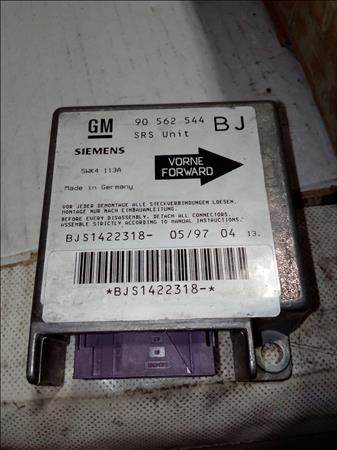 GM 90 562 544 BJ
SRS Unit
SIEMENS
5WK4 113A
VORNE
FORWARD
Made in Germany
VOR JEDER DEMONTAGE ALLE STECKVERBINDUNGEN LOESEN.
MONTAGE NUR NACH EINBAUANLEITUNG.
BEFORE EVERY DISASSEMBLY, DETACH ALL CONNECTORS.
ASSEMBLE STRICTLY ACCORDING TO MANUAL INSTRUCTIONS.
BJS1422318- 05/97 04 13.
*BJS1422318-*